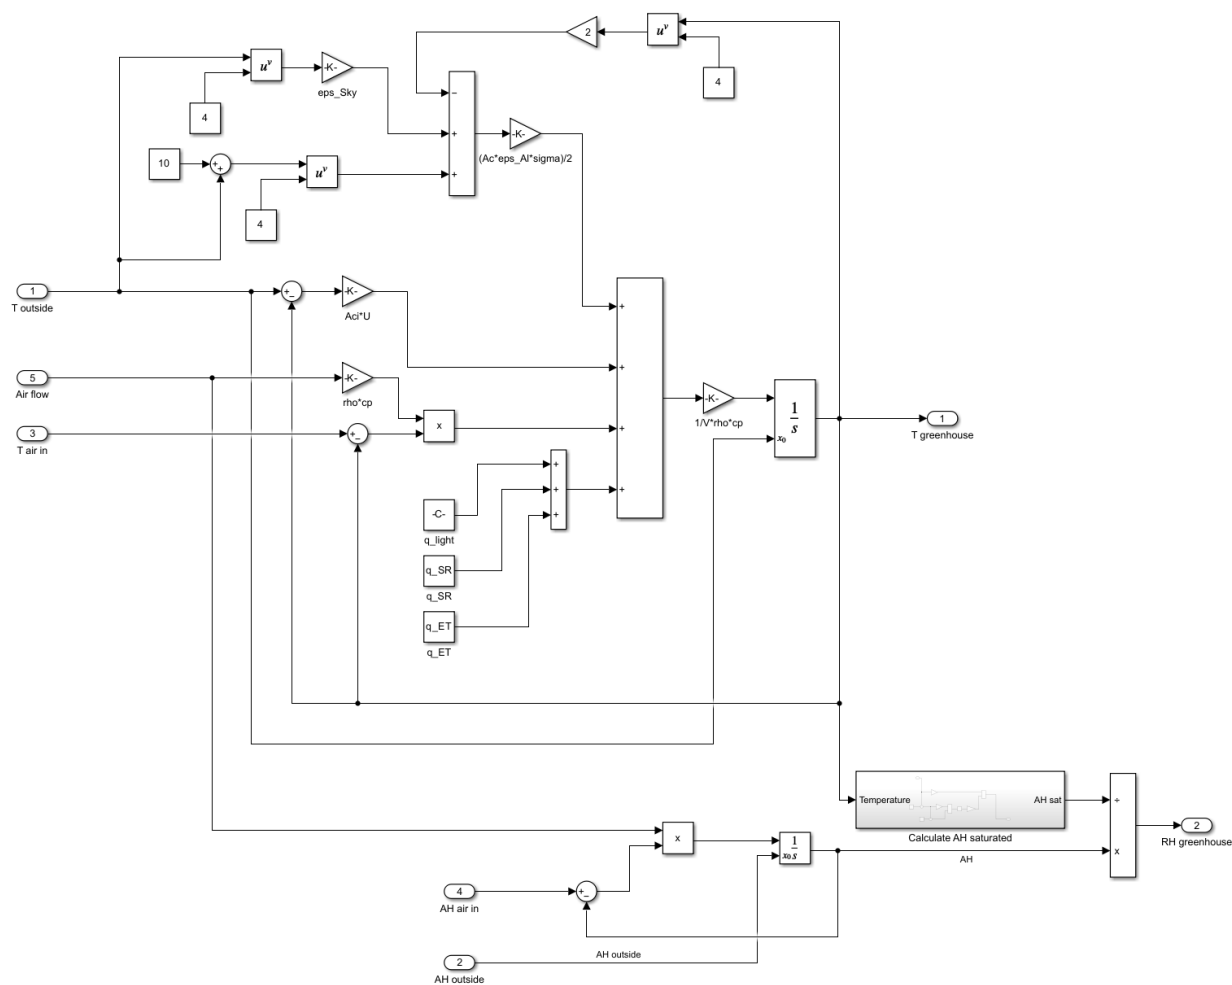 2
u^v
4
u^v
-K-
eps_Sky
4
−
+
+
-K-
(Ac*eps_Al*sigma)/2
10
+
+
u^v
4
1
T outside
+
−
-K-
Aci*U
5
Air flow
-K-
rho*cp
3
T air in
+
−
x
+
+
+
+
-K-
1/V*rho*cp
1
s
x₀
1
T greenhouse
-C-
q_light
q_SR
q_SR
q_ET
q_ET
+
+
+
Temperature
AH sat
Calculate AH saturated
÷
x
2
RH greenhouse
x
1
x₀ s
AH
4
AH air in
+
−
AH outside
2
AH outside